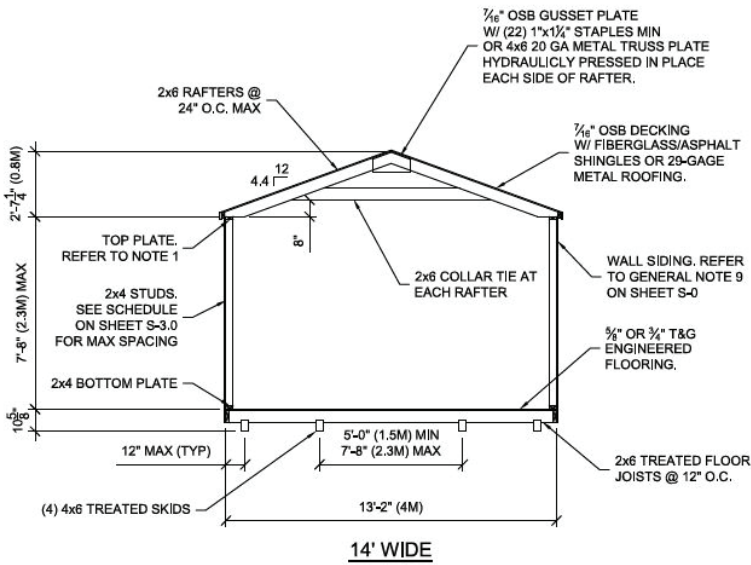 7/16" OSB GUSSET PLATE
W/ (22) 1"x1¼" STAPLES MIN
OR 4x6 20 GA METAL TRUSS PLATE
HYDRAULICLY PRESSED IN PLACE
EACH SIDE OF RAFTER.
2x6 RAFTERS @
24" O.C. MAX
7/16" OSB DECKING
W/ FIBERGLASS/ASPHALT
SHINGLES OR 29-GAGE
METAL ROOFING.
12
4.4
2'-7¼" (0.8M)
8"
TOP PLATE.
REFER TO NOTE 1
2x6 COLLAR TIE AT
EACH RAFTER
WALL SIDING. REFER
TO GENERAL NOTE 9
ON SHEET S-0
2x4 STUDS.
SEE SCHEDULE
ON SHEET S-3.0
FOR MAX SPACING
7'-8" (2.3M) MAX
⅝" OR ¾" T&G
ENGINEERED
FLOORING.
2x4 BOTTOM PLATE
10⅝"
12" MAX (TYP)
5'-0" (1.5M) MIN
7'-8" (2.3M) MAX
2x6 TREATED FLOOR
JOISTS @ 12" O.C.
(4) 4x6 TREATED SKIDS
13'-2" (4M)
14' WIDE